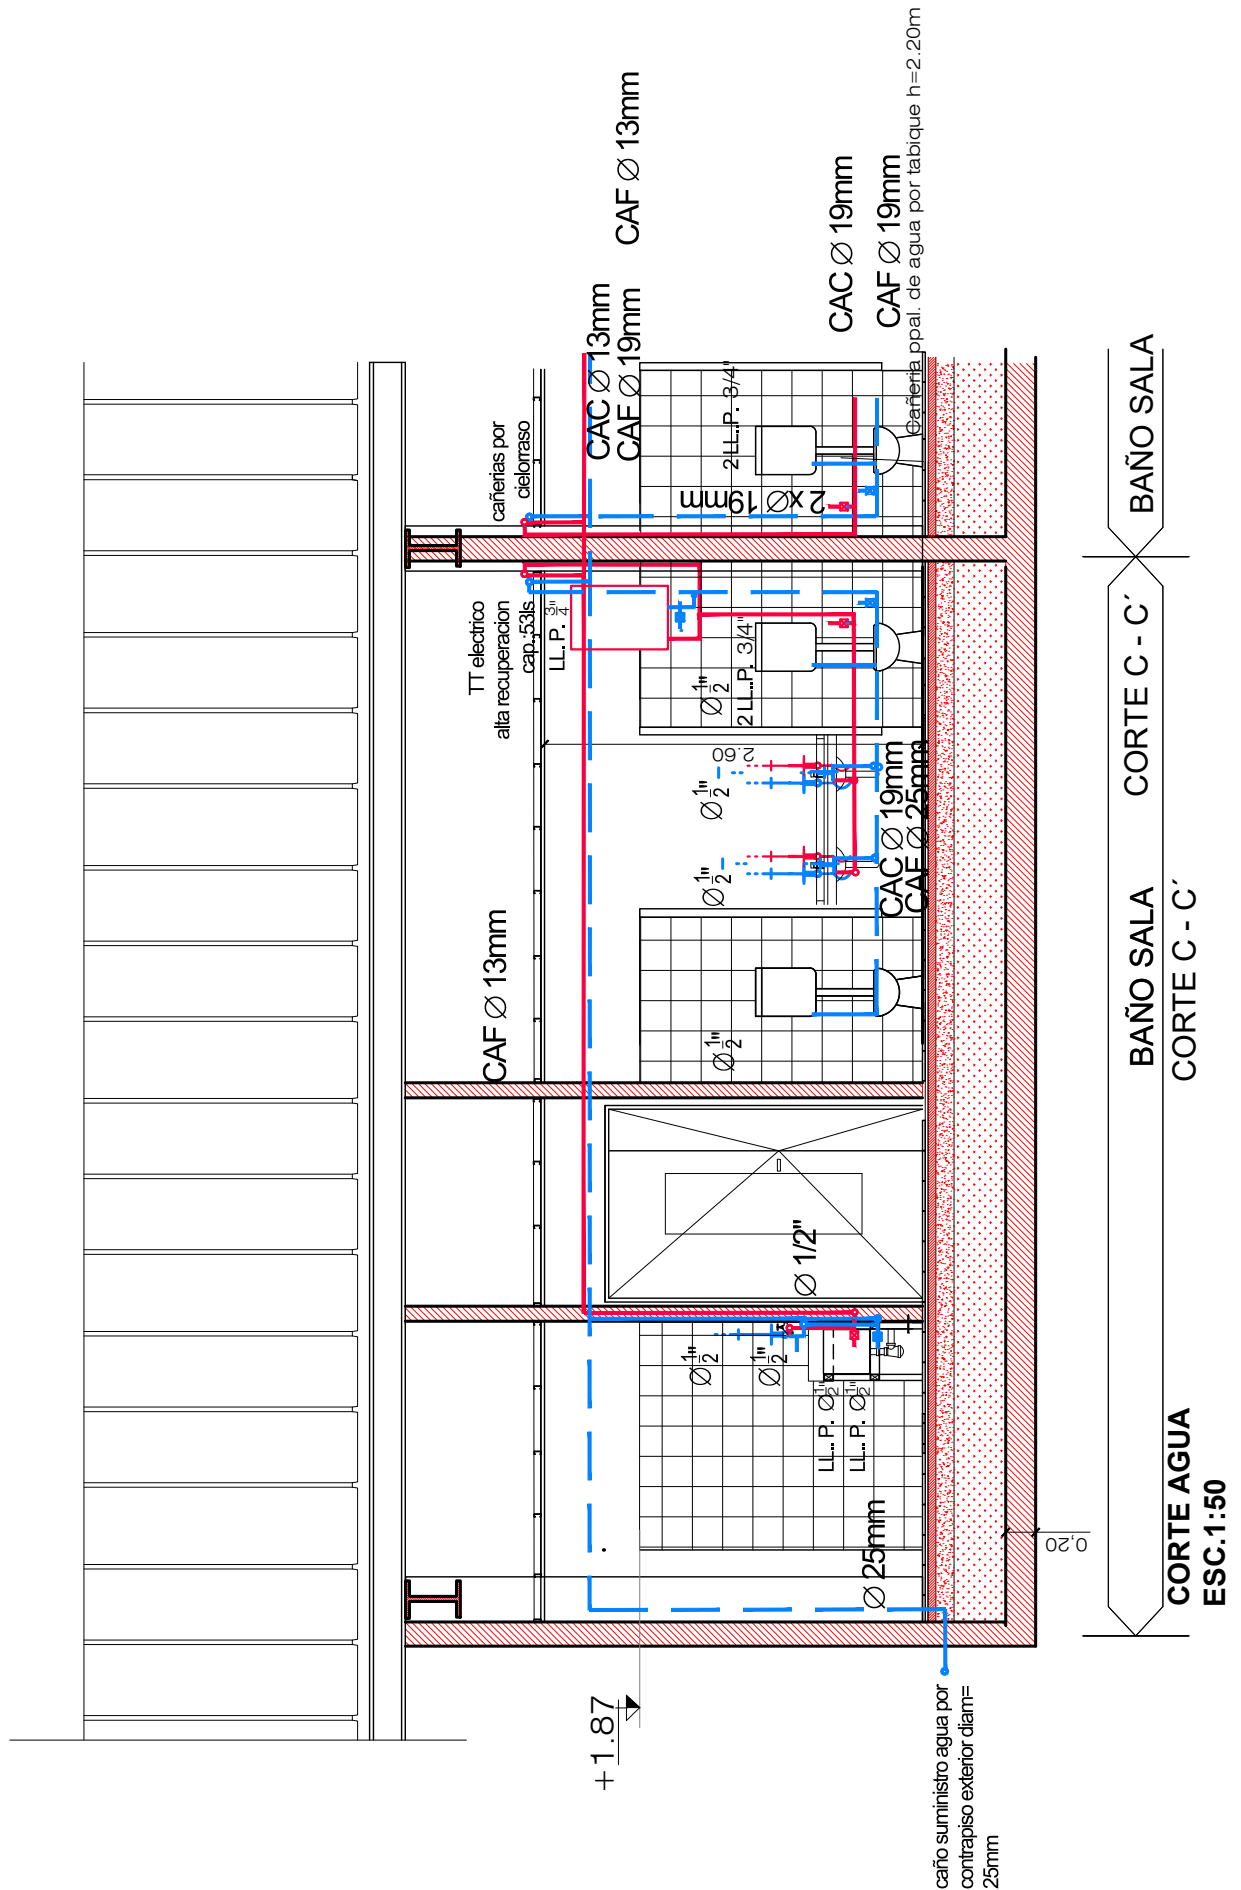 CAF Ø 13mm
CAC Ø 13mm
CAF Ø 19mm
CAC Ø 19mm
CAF Ø 19mm
Cañeria ppal. de agua por tabique h=2.20m
cañerias por
cielorraso
2 LL..P. 3/4"
2xØ 19mm
TT electrico
alta recuperacion
cap.:53ls
LL..P. 3/4"
Ø 1/2"
2 LL..P. 3/4"
2.60
Ø 1/2"
Ø 1/2"
CAC Ø 19mm
CAF Ø 25mm
CAF Ø 13mm
Ø 1/2"
Ø 1/2"
Ø 1/2"
Ø 1/2"
LL.. P. Ø 1/2"
LL.. P. Ø 1/2"
Ø 25mm
+1.87
caño suministro agua por
contrapiso exterior diam=
25mm
0,20
BAÑO SALA
CORTE C - C´
BAÑO SALA
CORTE C - C´
CORTE AGUA
ESC.1:50